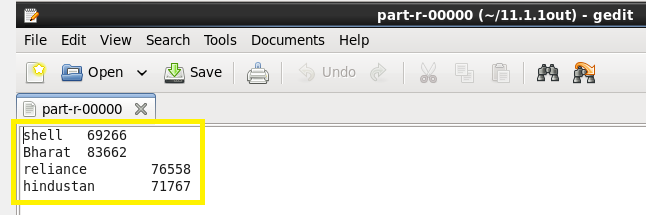 part-r-00000 (~/11.1.1out) - gedit
File Edit View Search Tools Documents Help
Open Save Undo
part-r-00000
shell 69266
Bharat 83662
reliance 76558
hindustan 71767